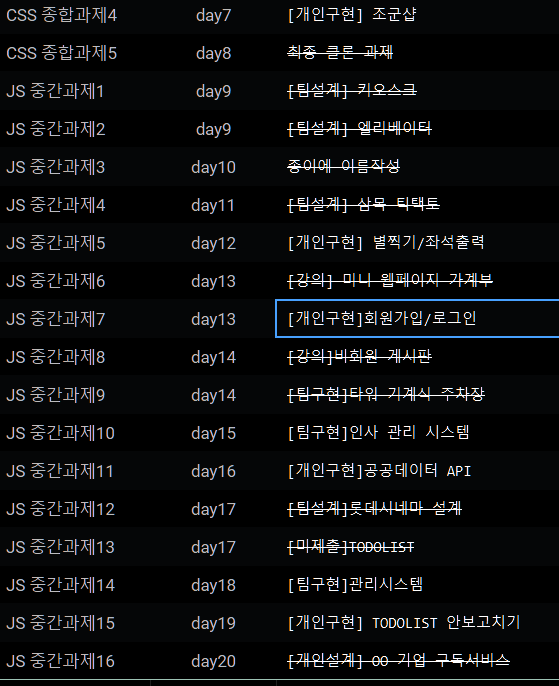 CSS 종합과제4 day7 [개인구현] 조군샵
CSS 종합과제5 day8 최종 클론 과제
JS 중간과제1 day9 [팀설계] 키오스크
JS 중간과제2 day9 [팀설계] 엘리베이터
JS 중간과제3 day10 종이에 이름작성
JS 중간과제4 day11 [팀설계] 삼목 틱택토
JS 중간과제5 day12 [개인구현] 별찍기/좌석출력
JS 중간과제6 day13 [강의] 미니 웹페이지 가계부
JS 중간과제7 day13 [개인구현]회원가입/로그인
JS 중간과제8 day14 [강의]비회원 게시판
JS 중간과제9 day14 [팀구현]타워 기계식 주차장
JS 중간과제10 day15 [팀구현]인사 관리 시스템
JS 중간과제11 day16 [개인구현]공공데이터 API
JS 중간과제12 day17 [팀설계]롯데시네마 설계
JS 중간과제13 day17 [미제출]TODOLIST
JS 중간과제14 day18 [팀구현]관리시스템
JS 중간과제15 day19 [개인구현] TODOLIST 안보고치기
JS 중간과제16 day20 [개인설계] OO 기업 구독서비스